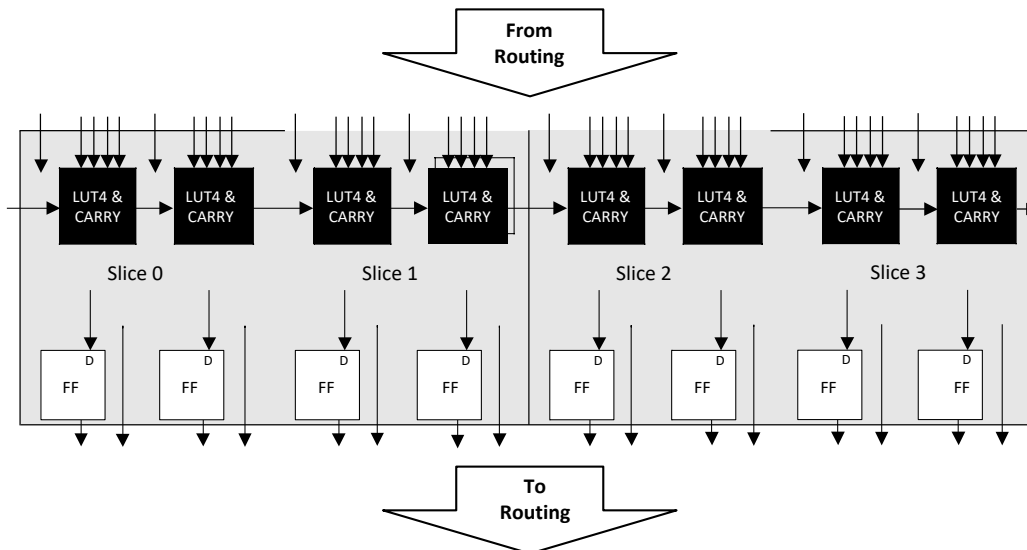 From
Routing
LUT4 &
CARRY
LUT4 &
CARRY
LUT4 &
CARRY
LUT4 &
CARRY
LUT4 &
CARRY
LUT4 &
CARRY
LUT4 &
CARRY
LUT4 &
CARRY
Slice 0
Slice 1
Slice 2
Slice 3
D
FF
D
FF
D
FF
D
FF
D
FF
D
FF
D
FF
D
FF
To
Routing